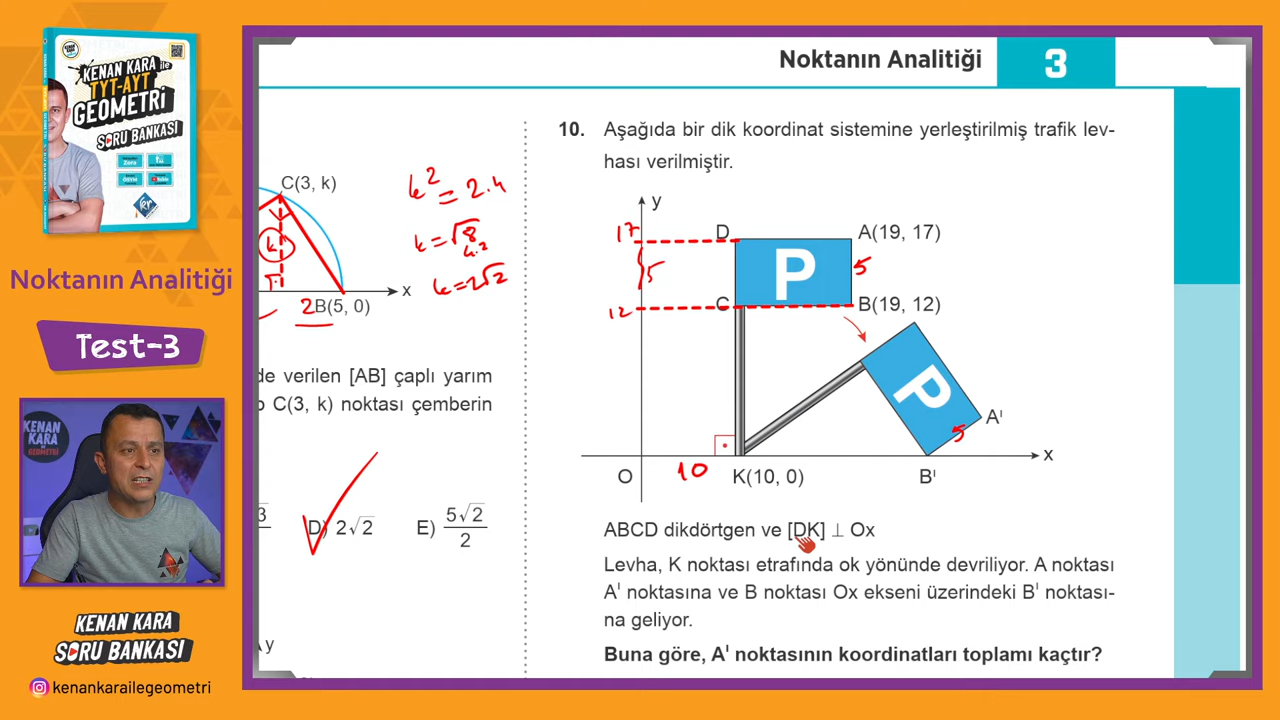 KENAN KARA ile
TYT-AYT
GEOMETRİ
SORU BANKASI
Noktanın Analitiği
Test-3
KENAN KARA
SORU BANKASI
kenankarailegeometri
Noktanın Analitiği 3
C(3, k)
k
2
B(5, 0)
x
k² = 2.4
k = √8
4.2
k = 2√2
de verilen [AB] çaplı yarım
C(3, k) noktası çemberin
D) 2√2
E) 5√2
2
y
10. Aşağıda bir dik koordinat sistemine yerleştirilmiş trafik lev-
hası verilmiştir.
y
17
D
A(19, 17)
5
P
5
12
C
B(19, 12)
P
A'
5
O
10
K(10, 0)
B'
x
ABCD dikdörtgen ve [DK] ⊥ Ox
Levha, K noktası etrafında ok yönünde devriliyor. A noktası
A' noktasına ve B noktası Ox ekseni üzerindeki B' noktası-
na geliyor.
Buna göre, A' noktasının koordinatları toplamı kaçtır?